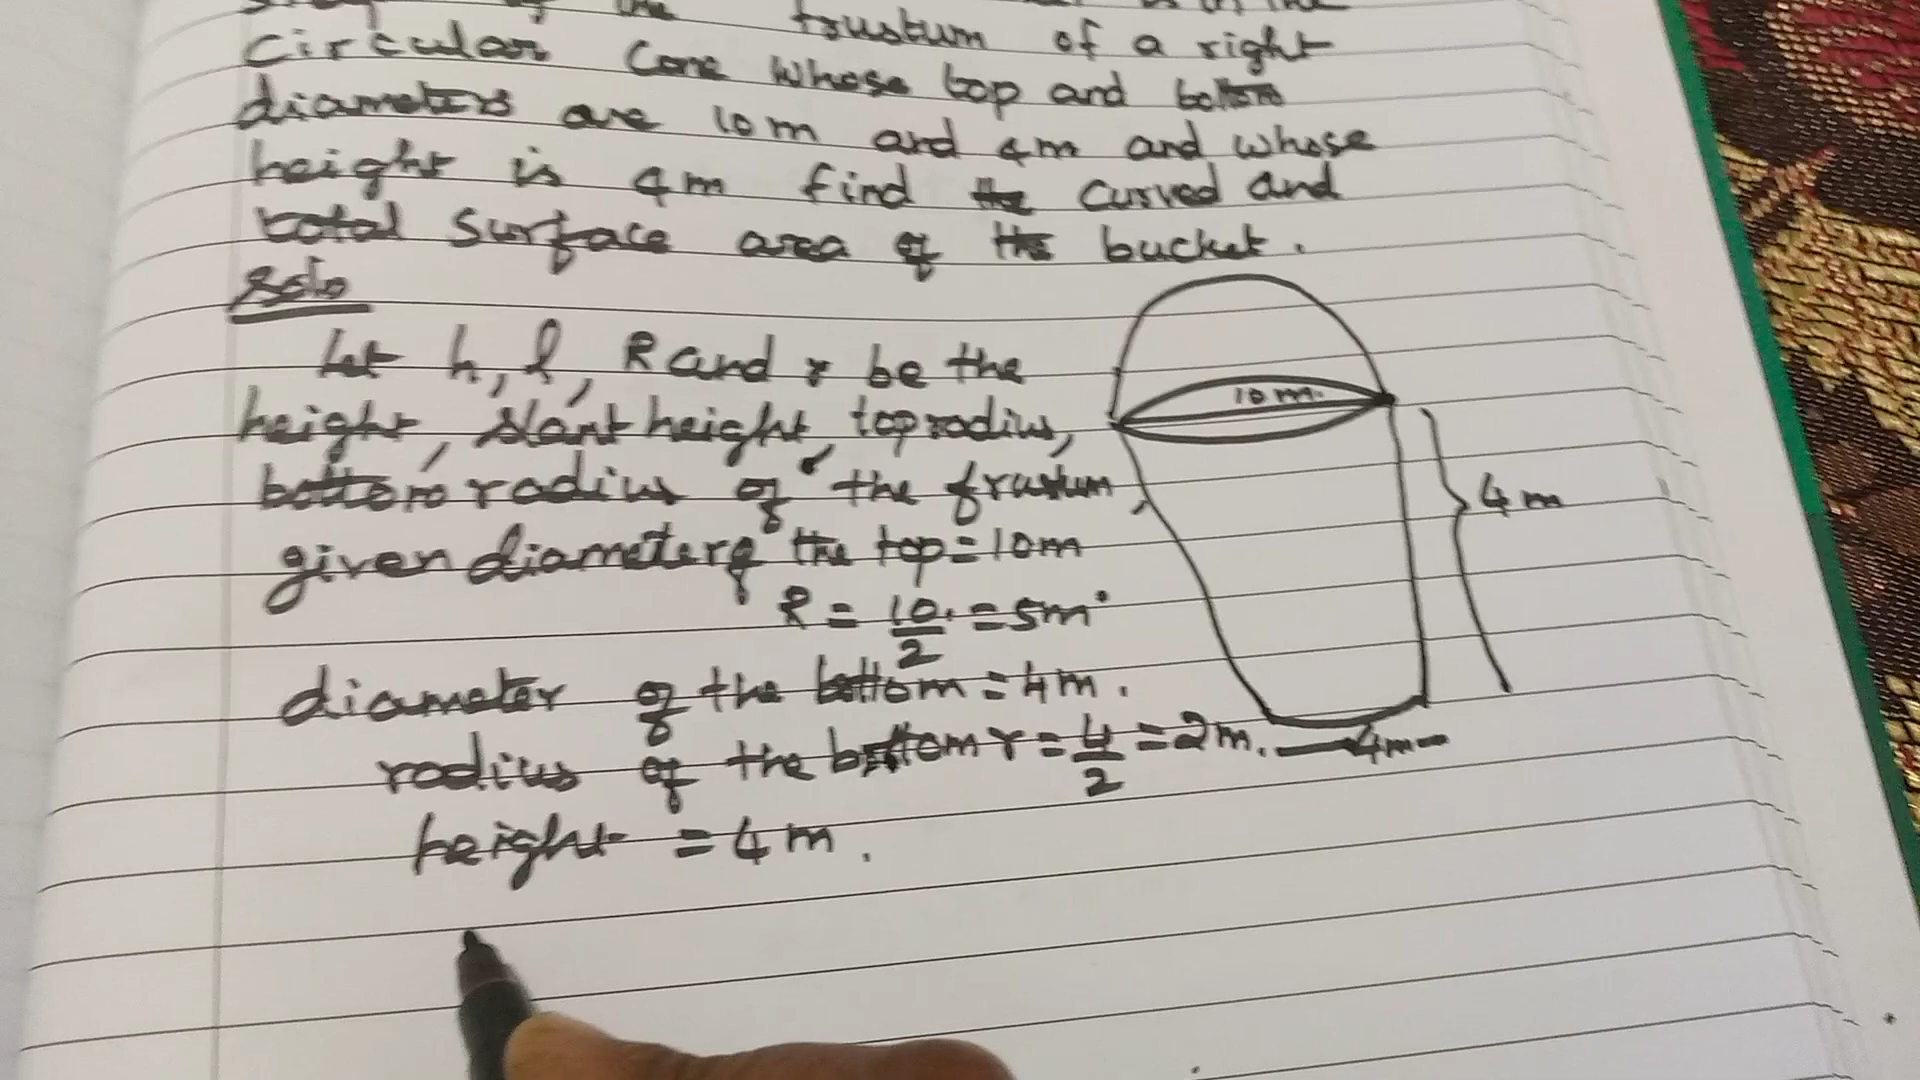 the frustum of a right
circular Cone whose top and bottom
diameters are 10m and 4m and whose
height is 4m find the curved and
total surface area of the bucket.
Soln
Let h, l, R and r be the
height, slant height, top radius,
bottom radius of the frustum,
given diameter of the top = 10m
R = 10/2 = 5m
diameter of the bottom = 4m.
radius of the bottom r = 4/2 = 2m.
height = 4m.
10m.
4m
4m